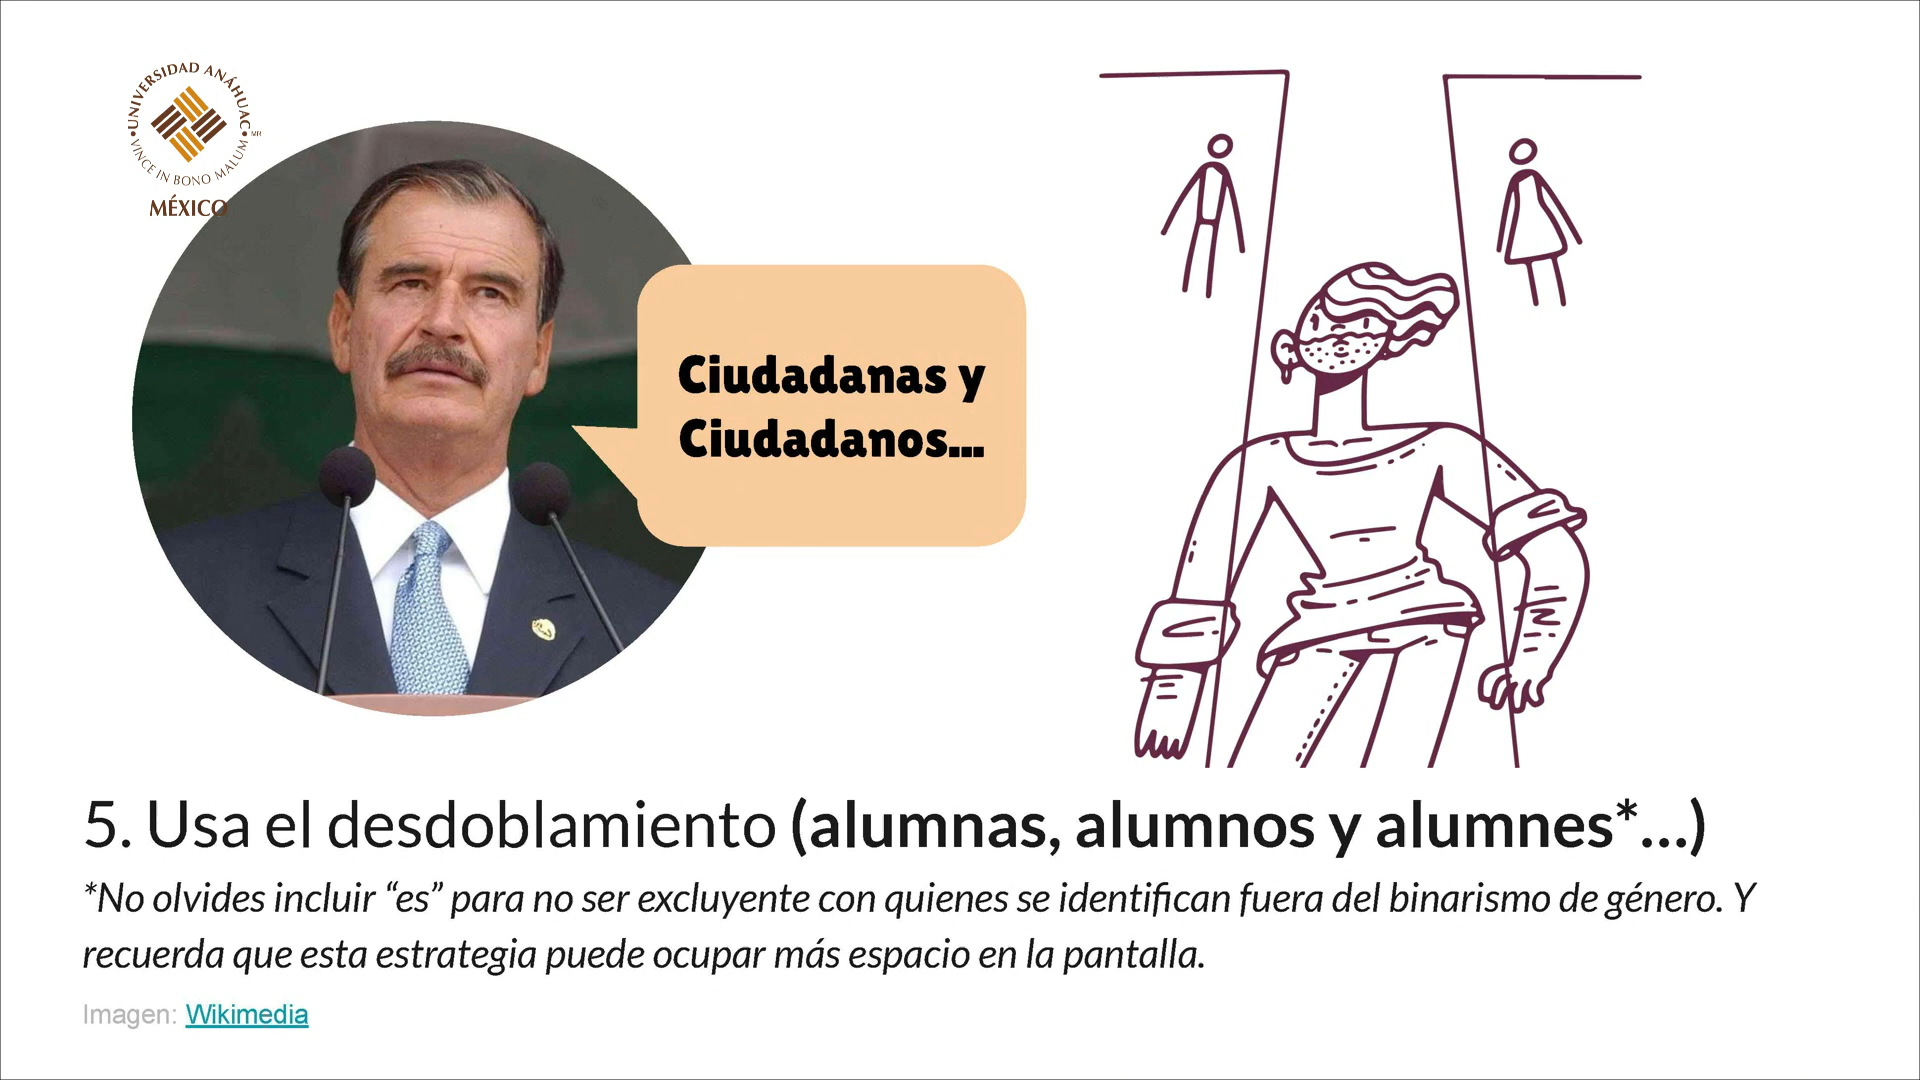 UNIVERSIDAD ANÁHUAC
MR
VINCE IN BONO MALUM
MÉXICO
Ciudadanas y
Ciudadanos...
5. Usa el desdoblamiento (alumnas, alumnos y alumnes*...)
*No olvides incluir “es” para no ser excluyente con quienes se identifican fuera del binarismo de género. Y
recuerda que esta estrategia puede ocupar más espacio en la pantalla.
Imagen: Wikimedia